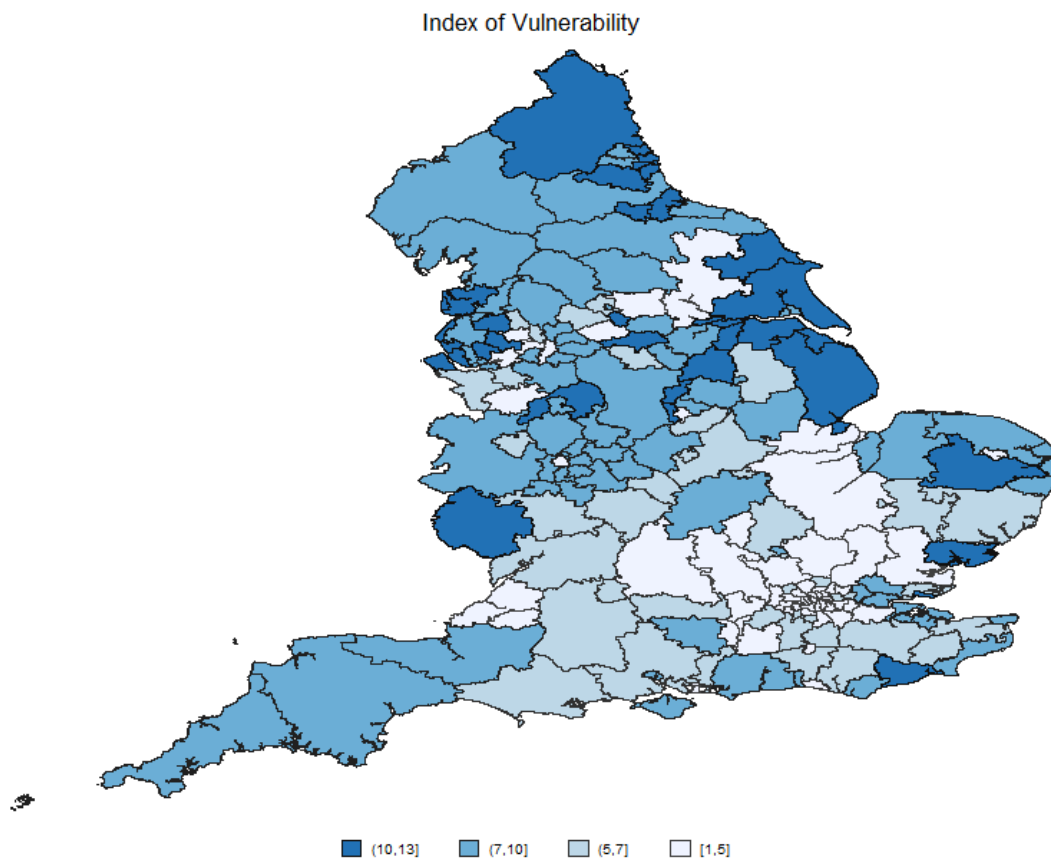 Index of Vulnerability
(10,13] (7,10] (5,7] [1,5]